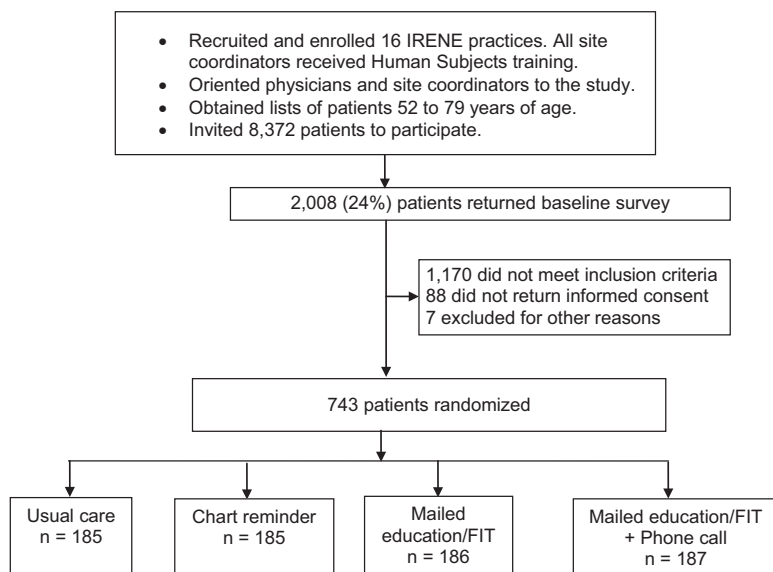 • Recruited and enrolled 16 IRENE practices. All site
coordinators received Human Subjects training.
• Oriented physicians and site coordinators to the study.
• Obtained lists of patients 52 to 79 years of age.
• Invited 8,372 patients to participate.
2,008 (24%) patients returned baseline survey
1,170 did not meet inclusion criteria
88 did not return informed consent
7 excluded for other reasons
743 patients randomized
Usual care
n = 185
Chart reminder
n = 185
Mailed
education/FIT
n = 186
Mailed education/FIT
+ Phone call
n = 187